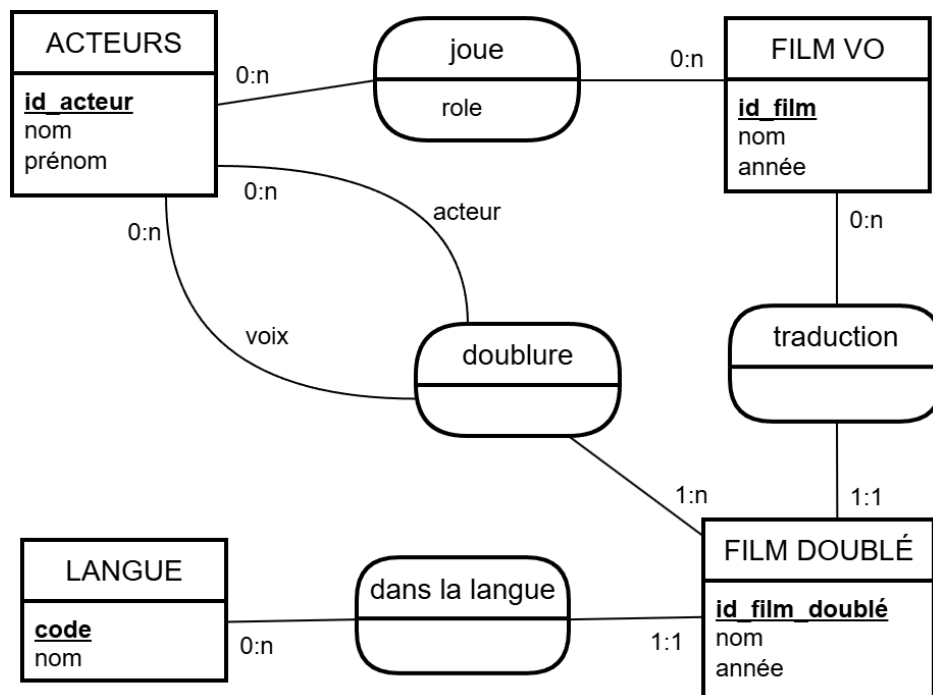 ACTEURS
id_acteur
nom
prénom
0:n
joue
role
0:n
FILM VO
id_film
nom
année
0:n
0:n
acteur
voix
doublure
0:n
traduction
1:n
1:1
LANGUE
code
nom
0:n
dans la langue
1:1
FILM DOUBLÉ
id_film_doublé
nom
année